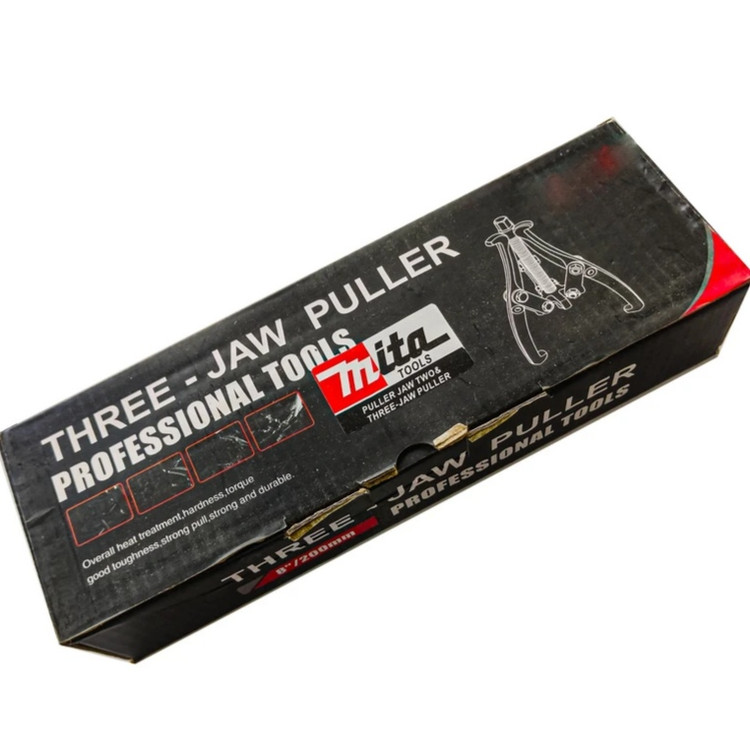 THREE - JAW PULLER
PROFESSIONAL TOOLS
Mita
TOOLS
PULLER JAW TWO&
THREE-JAW PULLER
Overall heat treatment,hardness,torque
good toughness,strong pull,strong and durable.
THREE - JAW PULLER
PROFESSIONAL TOOLS
8"/200mm